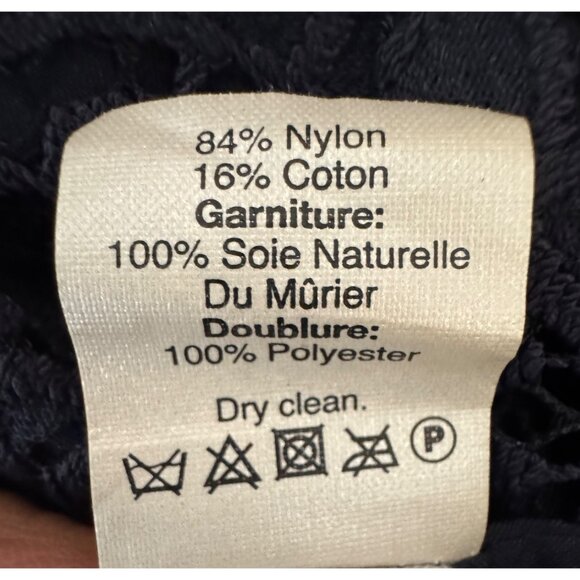 84% Nylon
16% Coton
Garniture:
100% Soie Naturelle
Du Mûrier
Doublure:
100% Polyester
Dry clean.
P